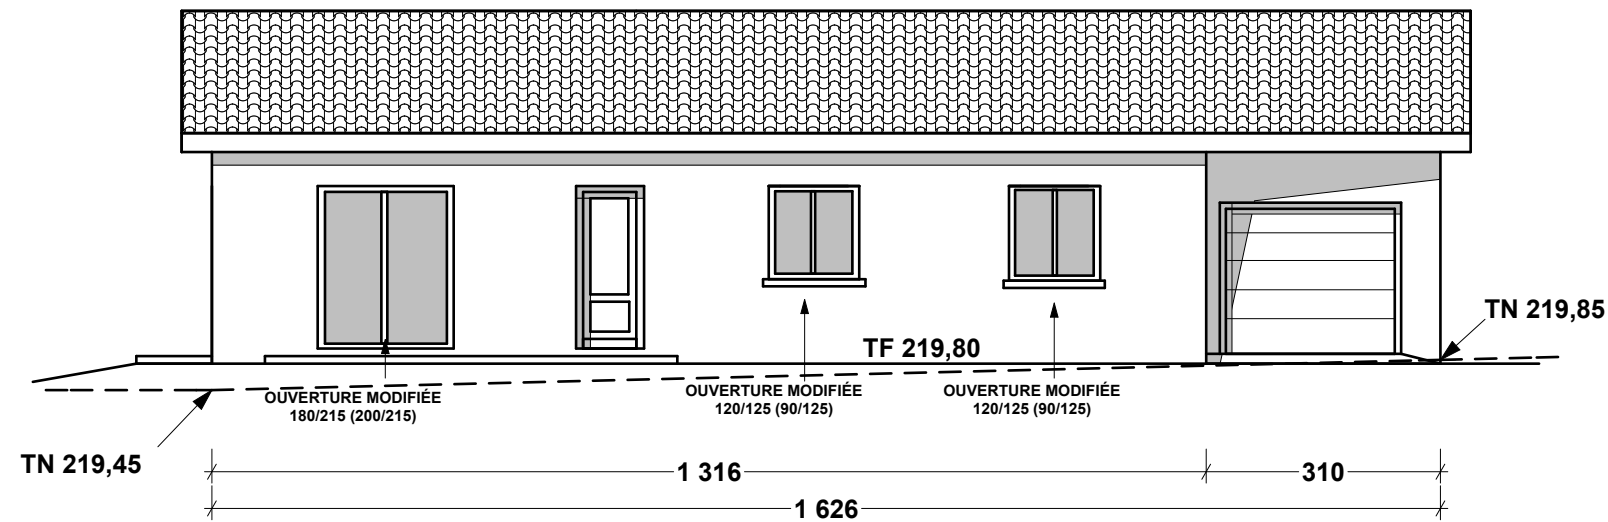 TN 219,85
TF 219,80
OUVERTURE MODIFIÉE
180/215 (200/215)
OUVERTURE MODIFIÉE
120/125 (90/125)
OUVERTURE MODIFIÉE
120/125 (90/125)
TN 219,45
1 316
310
1 626